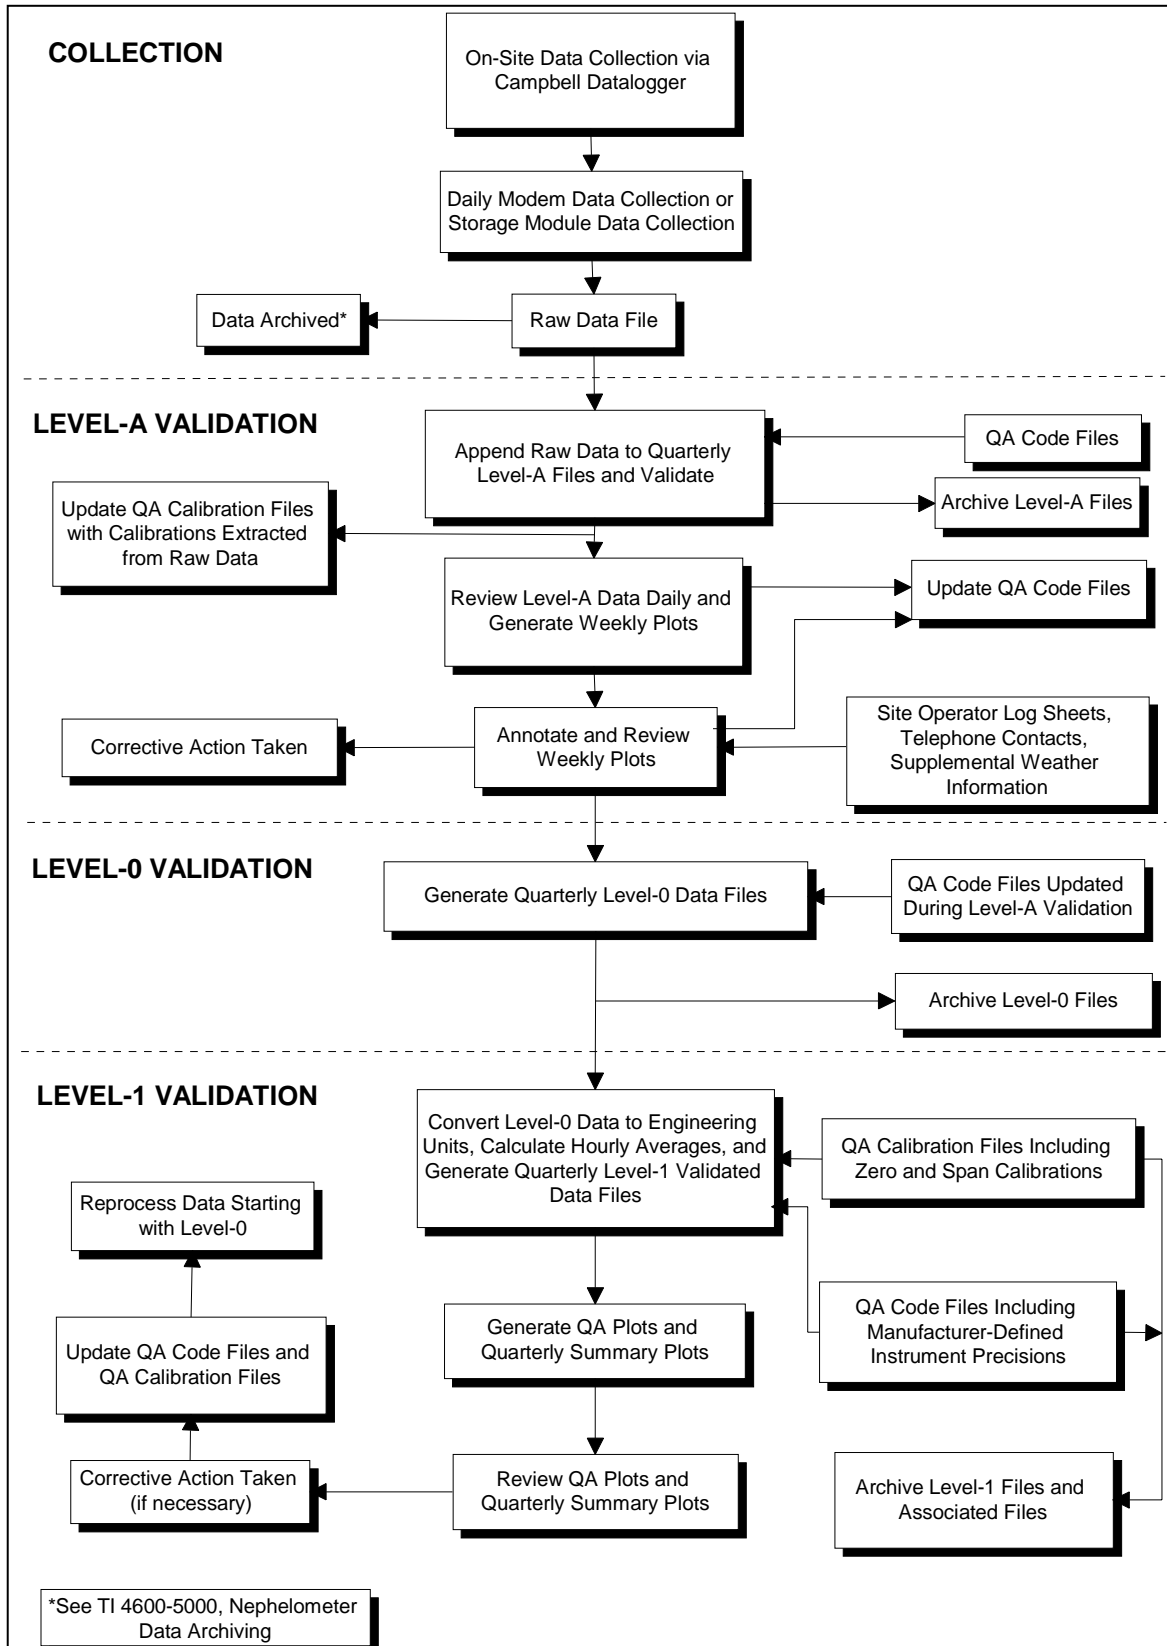 COLLECTION
On-Site Data Collection via
Campbell Datalogger
Daily Modem Data Collection or
Storage Module Data Collection
Data Archived*
Raw Data File
LEVEL-A VALIDATION
Append Raw Data to Quarterly
Level-A Files and Validate
QA Code Files
Archive Level-A Files
Update QA Calibration Files
with Calibrations Extracted
from Raw Data
Review Level-A Data Daily and
Generate Weekly Plots
Update QA Code Files
Corrective Action Taken
Annotate and Review
Weekly Plots
Site Operator Log Sheets,
Telephone Contacts,
Supplemental Weather
Information
LEVEL-0 VALIDATION
Generate Quarterly Level-0 Data Files
QA Code Files Updated
During Level-A Validation
Archive Level-0 Files
LEVEL-1 VALIDATION
Convert Level-0 Data to Engineering
Units, Calculate Hourly Averages, and
Generate Quarterly Level-1 Validated
Data Files
QA Calibration Files Including
Zero and Span Calibrations
Reprocess Data Starting
with Level-0
Generate QA Plots and
Quarterly Summary Plots
QA Code Files Including
Manufacturer-Defined
Instrument Precisions
Update QA Code Files and
QA Calibration Files
Corrective Action Taken
(if necessary)
Review QA Plots and
Quarterly Summary Plots
Archive Level-1 Files and
Associated Files
*See TI 4600-5000, Nephelometer
Data Archiving